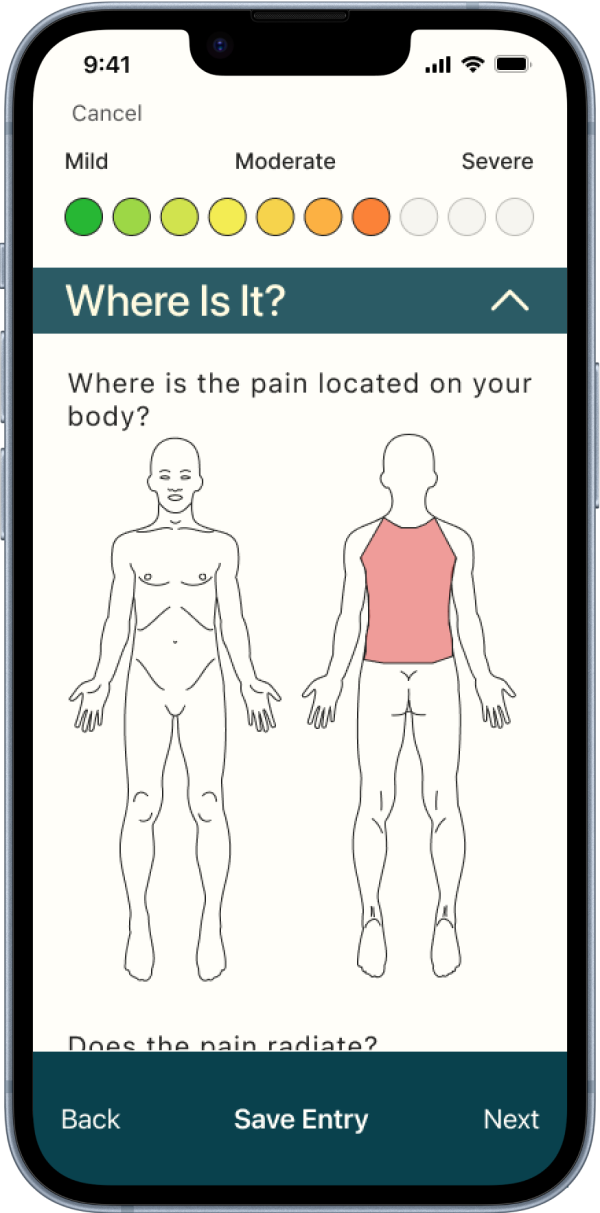 9:41
Cancel
Mild Moderate Severe
Where Is It?
Where is the pain located on your
body?
Does the pain radiate?
Back Save Entry Next